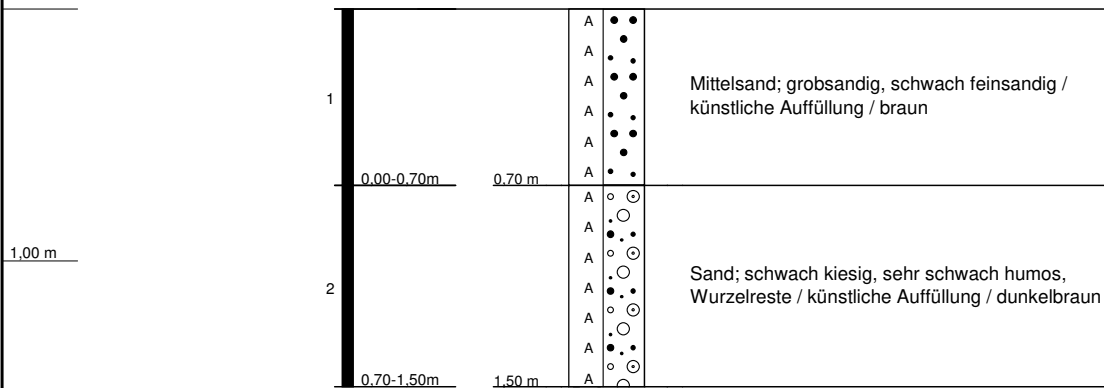 A
A
A
A
A
A
1
Mittelsand; grobsandig, schwach feinsandig /
künstliche Auffüllung / braun
0,00-0,70m 0,70 m
A
A
A
A
A
A
A
1,00 m
2
Sand; schwach kiesig, sehr schwach humos,
Wurzelreste / künstliche Auffüllung / dunkelbraun
0,70-1,50m 1,50 m